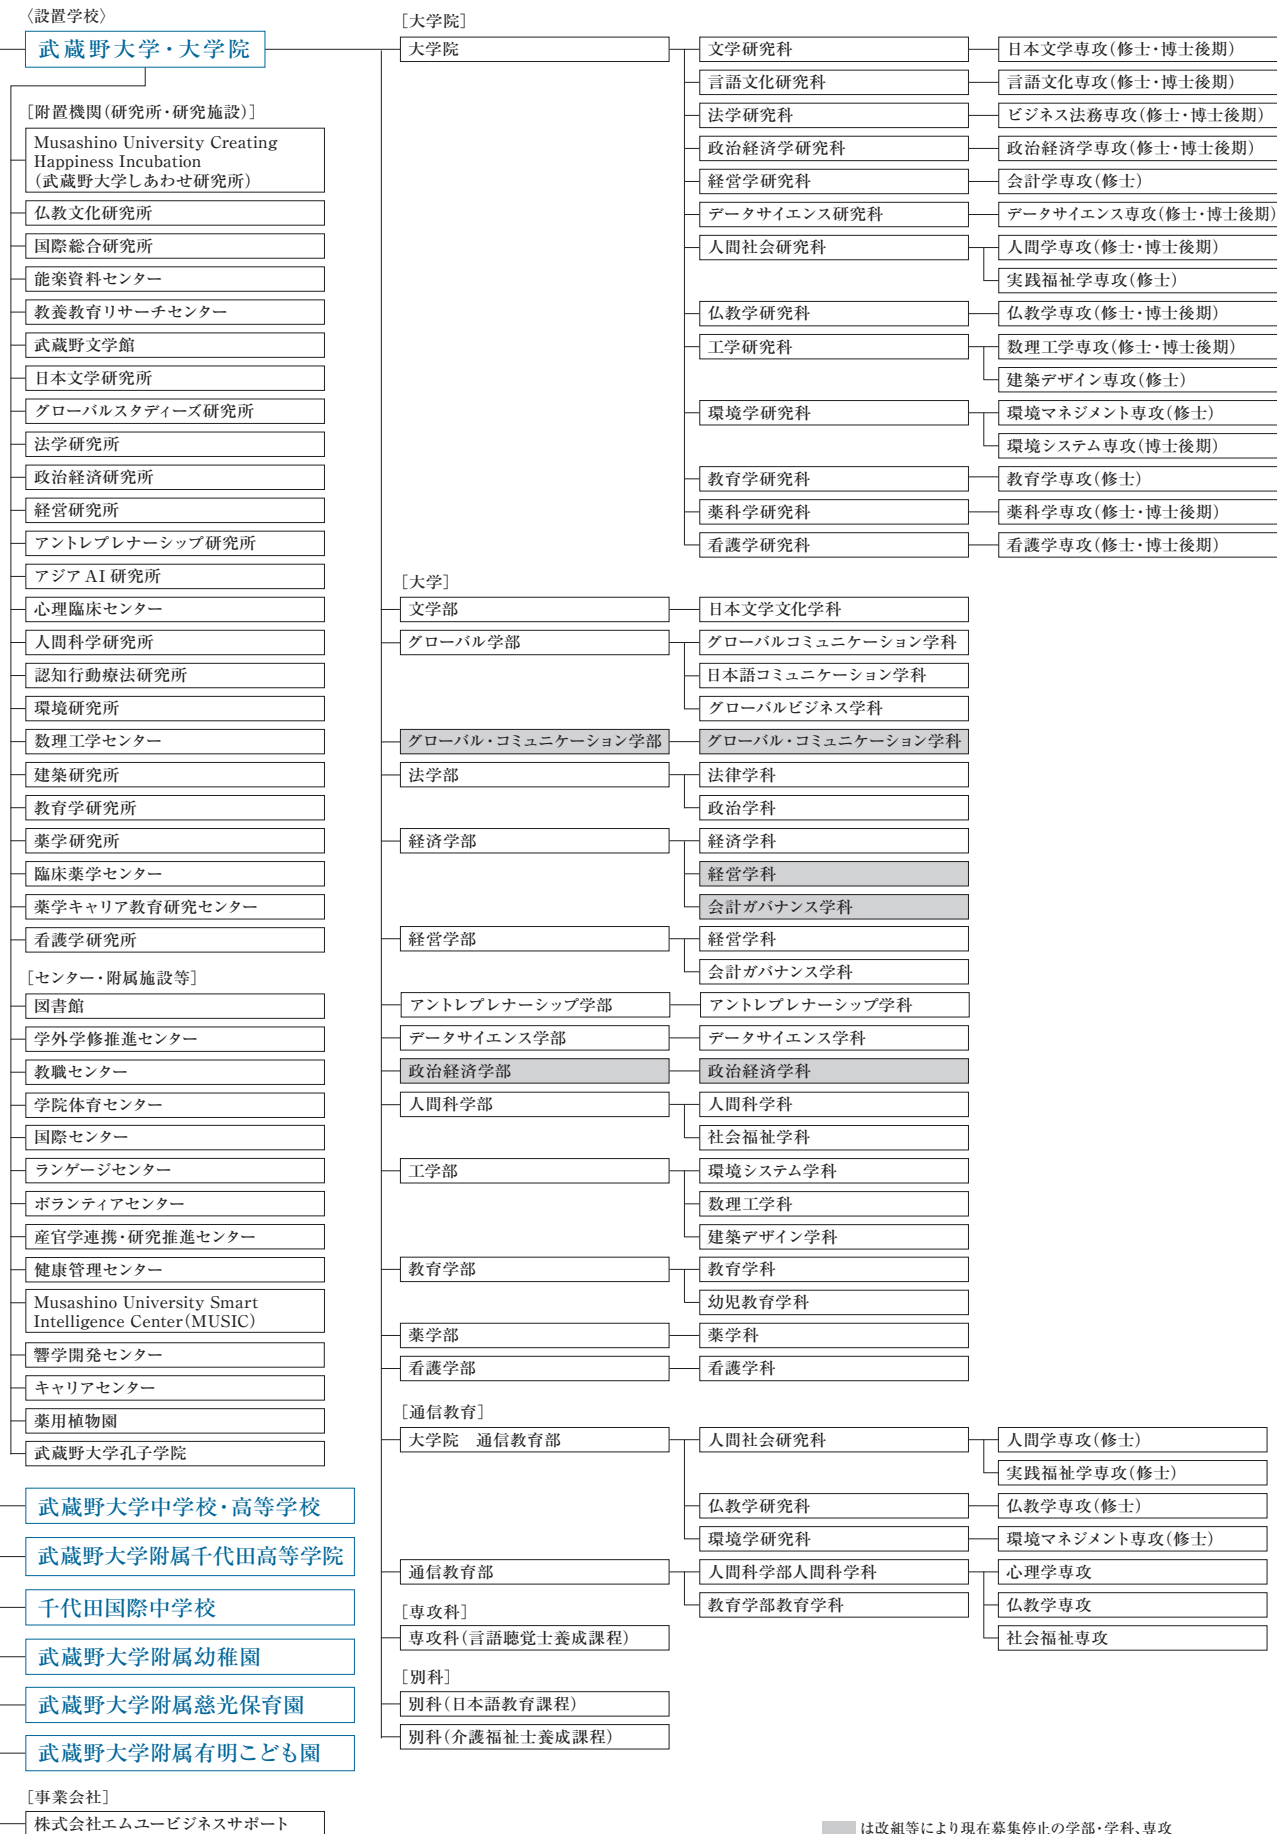 〈設置学校〉
武蔵野大学・大学院
［附置機関（研究所・研究施設）］
Musashino University Creating
Happiness Incubation
（武蔵野大学しあわせ研究所）
仏教文化研究所
国際総合研究所
能楽資料センター
教養教育リサーチセンター
武蔵野文学館
日本文学研究所
グローバルスタディーズ研究所
法学研究所
政治経済研究所
経営研究所
アントレプレナーシップ研究所
アジア AI 研究所
心理臨床センター
人間科学研究所
認知行動療法研究所
環境研究所
数理工学センター
建築研究所
教育学研究所
薬学研究所
臨床薬学センター
薬学キャリア教育研究センター
看護学研究所
［センター・附属施設等］
図書館
学外学修推進センター
教職センター
学院体育センター
国際センター
ランゲージセンター
ボランティアセンター
産官学連携・研究推進センター
健康管理センター
Musashino University Smart
Intelligence Center（MUSIC）
響学開発センター
キャリアセンター
薬用植物園
武蔵野大学孔子学院
武蔵野大学中学校・高等学校
武蔵野大学附属千代田高等学院
千代田国際中学校
武蔵野大学附属幼稚園
武蔵野大学附属慈光保育園
武蔵野大学附属有明こども園
［事業会社］
株式会社エムユービジネスサポート
［大学院］
大学院
文学研究科
日本文学専攻（修士・博士後期）
言語文化研究科
言語文化専攻（修士・博士後期）
法学研究科
ビジネス法務専攻（修士・博士後期）
政治経済学研究科
政治経済学専攻（修士・博士後期）
経営学研究科
会計学専攻（修士）
データサイエンス研究科
データサイエンス専攻（修士・博士後期）
人間社会研究科
人間学専攻（修士・博士後期）
実践福祉学専攻（修士）
仏教学研究科
仏教学専攻（修士・博士後期）
工学研究科
数理工学専攻（修士・博士後期）
建築デザイン専攻（修士）
環境学研究科
環境マネジメント専攻（修士）
環境システム専攻（博士後期）
教育学研究科
教育学専攻（修士）
薬科学研究科
薬科学専攻（修士・博士後期）
看護学研究科
看護学専攻（修士・博士後期）
［大学］
文学部
日本文学文化学科
グローバル学部
グローバルコミュニケーション学科
日本語コミュニケーション学科
グローバルビジネス学科
グローバル・コミュニケーション学部
グローバル・コミュニケーション学科
法学部
法律学科
政治学科
経済学部
経済学科
経営学科
会計ガバナンス学科
経営学部
経営学科
会計ガバナンス学科
アントレプレナーシップ学部
アントレプレナーシップ学科
データサイエンス学部
データサイエンス学科
政治経済学部
政治経済学科
人間科学部
人間科学科
社会福祉学科
工学部
環境システム学科
数理工学科
建築デザイン学科
教育学部
教育学科
幼児教育学科
薬学部
薬学科
看護学部
看護学科
［通信教育］
大学院　通信教育部
人間社会研究科
人間学専攻（修士）
実践福祉学専攻（修士）
仏教学研究科
仏教学専攻（修士）
環境学研究科
環境マネジメント専攻（修士）
通信教育部
人間科学部人間科学科
心理学専攻
教育学部教育学科
仏教学専攻
社会福祉専攻
［専攻科］
専攻科（言語聴覚士養成課程）
［別科］
別科（日本語教育課程）
別科（介護福祉士養成課程）
は改組等により現在募集停止の学部・学科、専攻